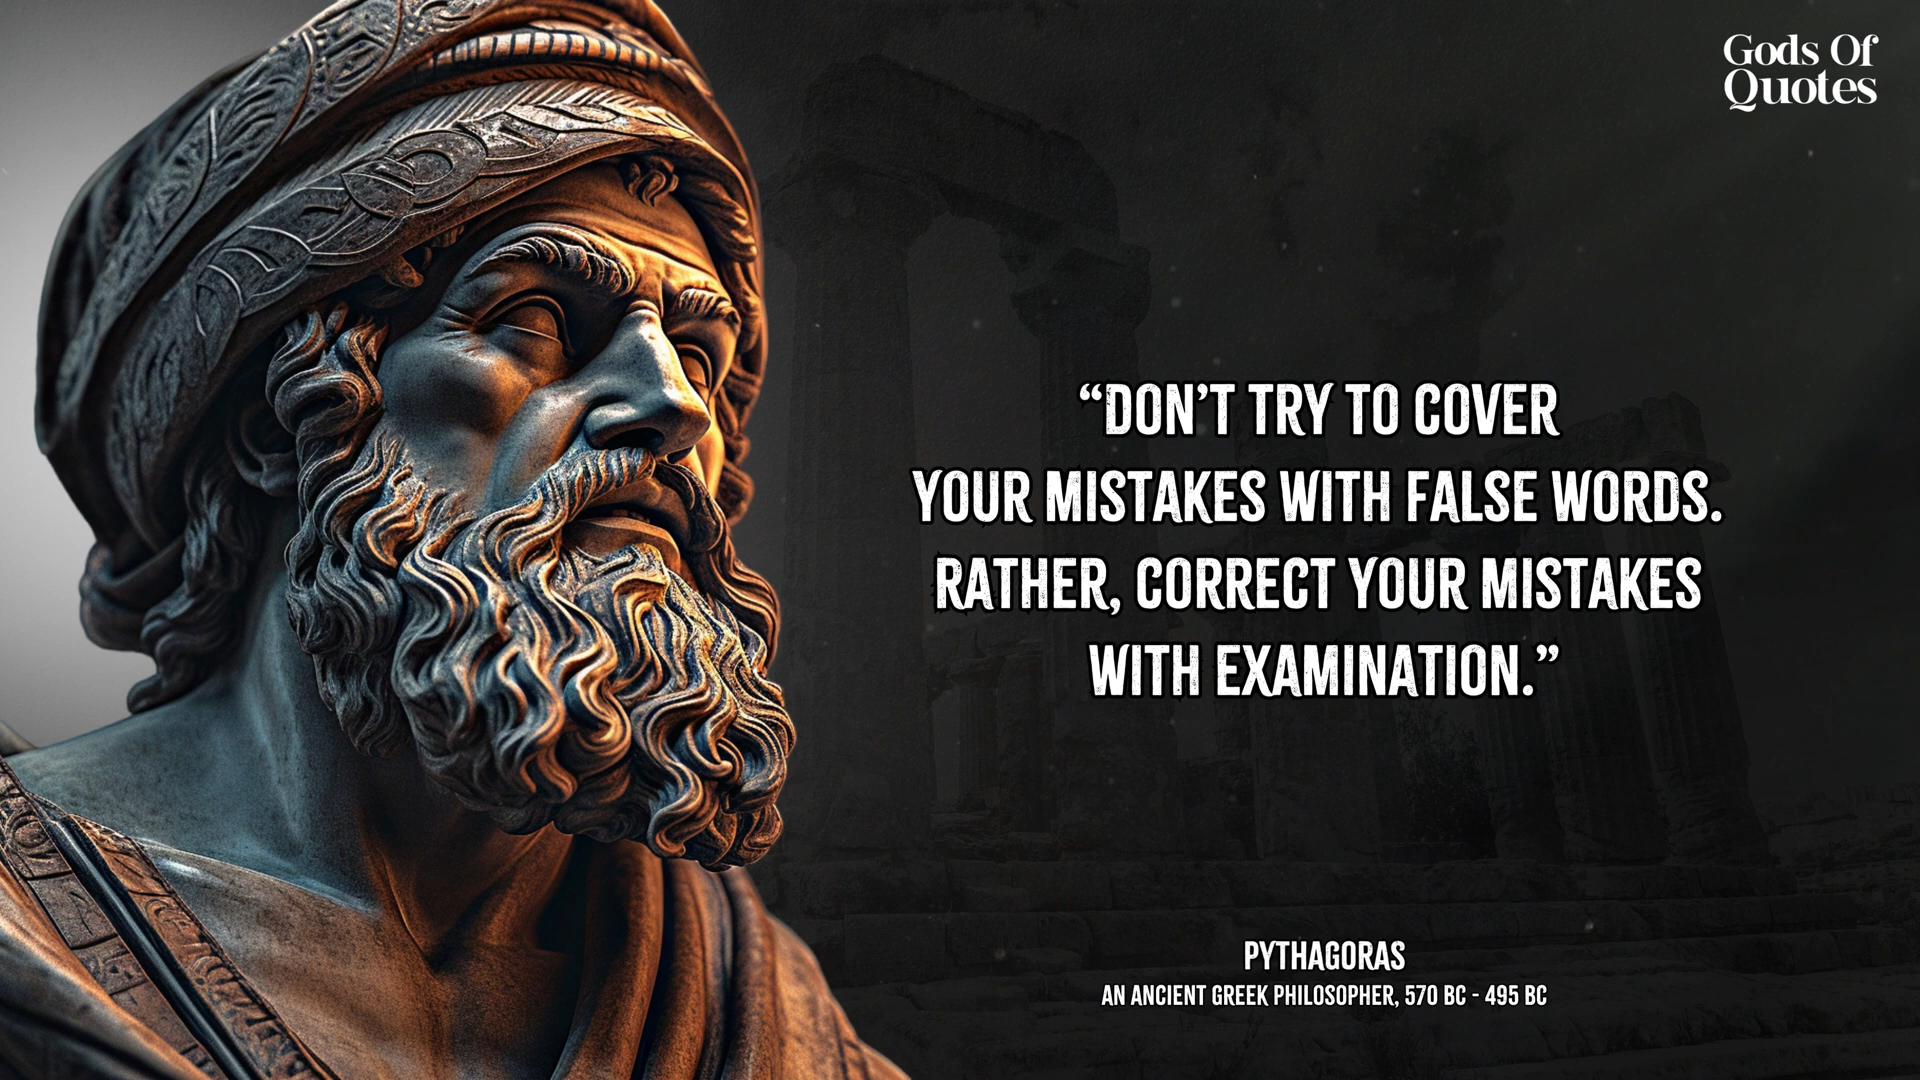 Gods Of
Quotes
“DON’T TRY TO COVER
YOUR MISTAKES WITH FALSE WORDS.
RATHER, CORRECT YOUR MISTAKES
WITH EXAMINATION.”
PYTHAGORAS
AN ANCIENT GREEK PHILOSOPHER, 570 BC - 495 BC